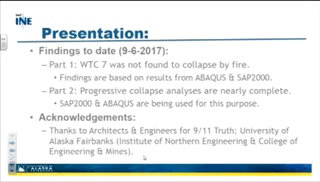 INE
Presentation:
• Findings to date (9-6-2017):
– Part 1: WTC 7 was not found to collapse by fire.
• Findings are based on results from ABAQUS & SAP2000.
– Part 2: Progressive collapse analyses are nearly complete.
• SAP2000 & ABAQUS are being used for this purpose.
• Acknowledgements:
– Thanks to Architects & Engineers for 9/11 Truth; University of
Alaska Fairbanks (Institute of Northern Engineering & College of
Engineering & Mines).
ALASKA